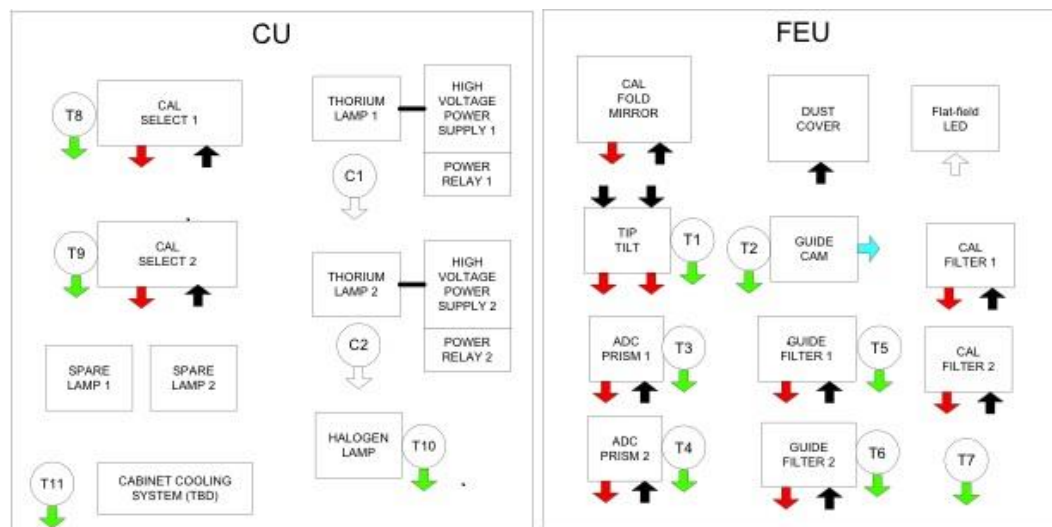 CU
T8
CAL
SELECT 1
THORIUM
LAMP 1
HIGH
VOLTAGE
POWER
SUPPLY 1
POWER
RELAY 1
C1
T9
CAL
SELECT 2
THORIUM
LAMP 2
HIGH
VOLTAGE
POWER
SUPPLY 2
POWER
RELAY 2
C2
SPARE
LAMP 1
SPARE
LAMP 2
HALOGEN
LAMP
T10
T11
CABINET COOLING
SYSTEM (TBD)
FEU
CAL
FOLD
MIRROR
DUST
COVER
Flat-field
LED
TIP
TILT
T1
T2
GUIDE
CAM
CAL
FILTER 1
ADC
PRISM 1
T3
GUIDE
FILTER 1
T5
CAL
FILTER 2
ADC
PRISM 2
T4
GUIDE
FILTER 2
T6
T7